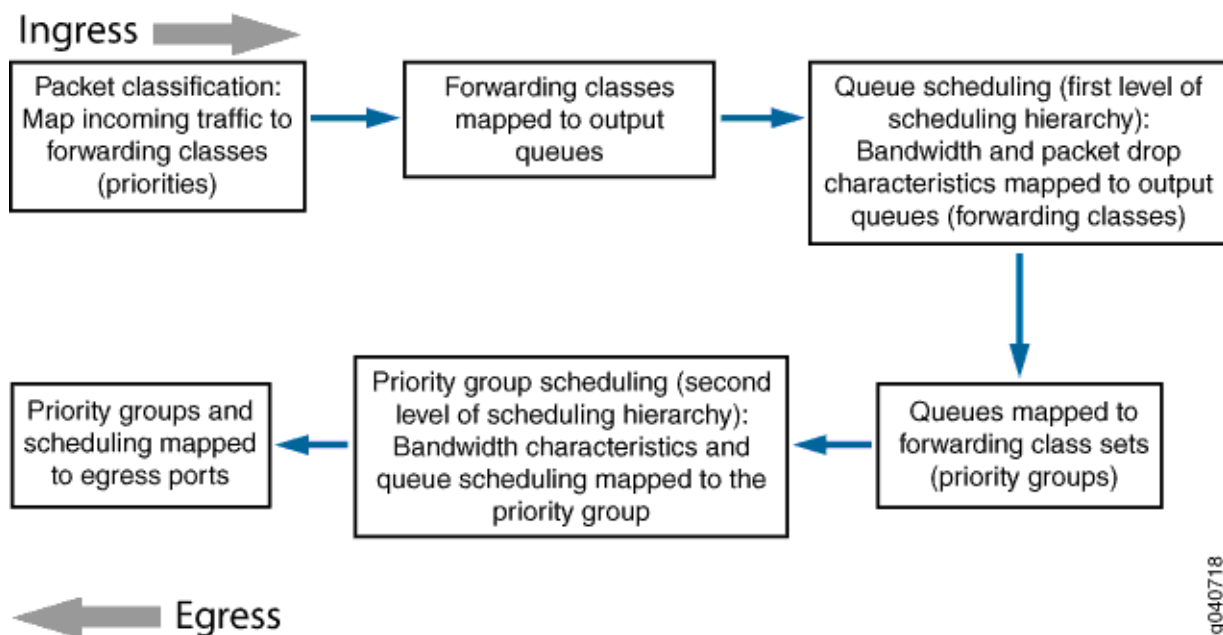 Ingress
Packet classification:
Map incoming traffic to
forwarding classes
(priorities)
Forwarding classes
mapped to output
queues
Queue scheduling (first level of
scheduling hierarchy):
Bandwidth and packet drop
characteristics mapped to output
queues (forwarding classes)
Queues mapped to
forwarding class sets
(priority groups)
Priority group scheduling (second
level of scheduling hierarchy):
Bandwidth characteristics and
queue scheduling mapped to the
priority group
Priority groups and
scheduling mapped
to egress ports
Egress
g040718